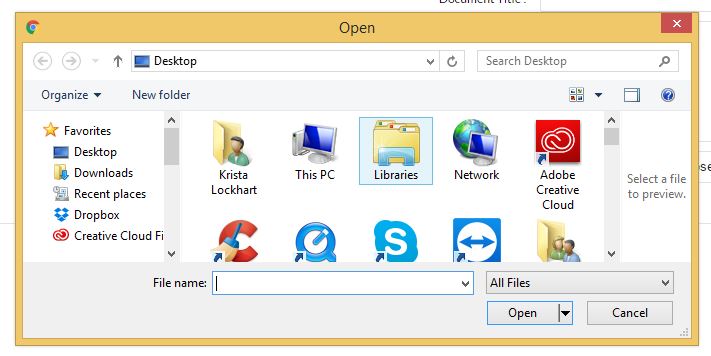 Document Title :
Open
Desktop
Search Desktop
Organize
New folder
Favorites
Desktop
Downloads
Recent places
Dropbox
Creative Cloud Fi
Krista
Lockhart
This PC
Libraries
Network
Adobe
Creative
Cloud
Select a file
to preview.
ose
File name:
All Files
Open
Cancel